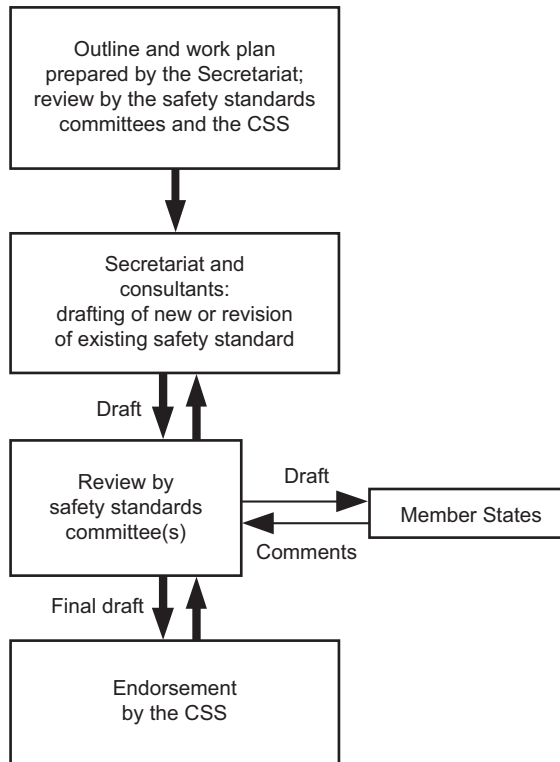 Outline and work plan
prepared by the Secretariat;
review by the safety standards
committees and the CSS
Secretariat and
consultants:
drafting of new or revision
of existing safety standard
Draft
Review by
safety standards
committee(s)
Draft
Member States
Comments
Final draft
Endorsement
by the CSS